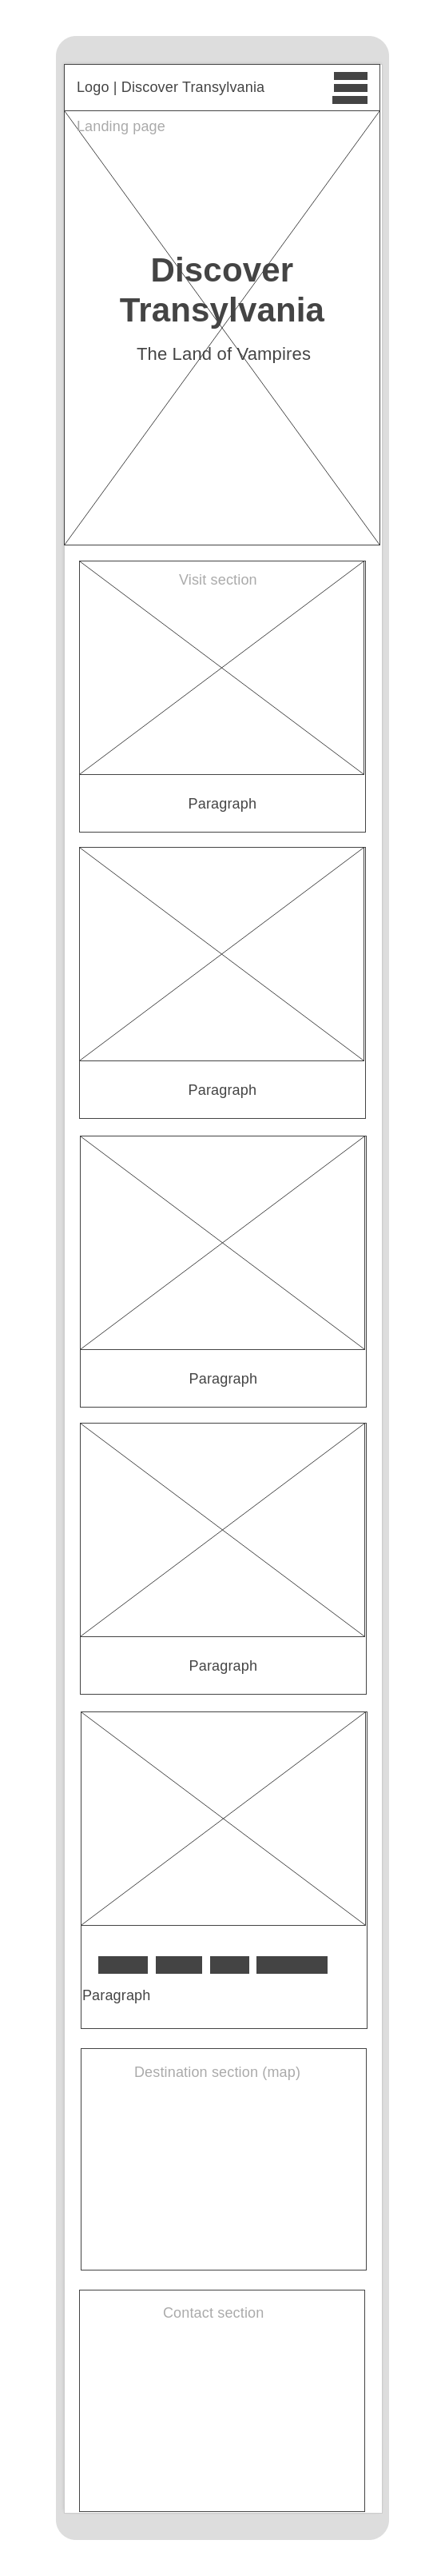 Logo | Discover Transylvania
Landing page
Discover
Transylvania
The Land of Vampires
Visit section
Paragraph
Paragraph
Paragraph
Paragraph
Paragraph
Destination section (map)
Contact section